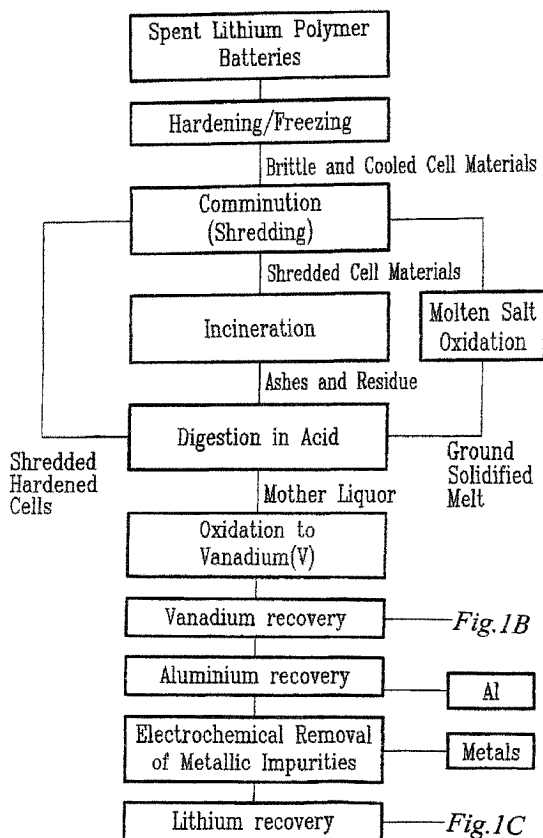 Spent Lithium Polymer
Batteries
Hardening/Freezing
Brittle and Cooled Cell Materials
Comminution
(Shredding)
Shredded Cell Materials
Incineration
Molten Salt
Oxidation
Ashes and Residue
Digestion in Acid
Shredded
Hardened
Cells
Ground
Solidified
Melt
Mother Liquor
Oxidation to
Vanadium(V)
Vanadium recovery
Fig.1B
Aluminium recovery
Al
Electrochemical Removal
of Metallic Impurities
Metals
Lithium recovery
Fig.1C